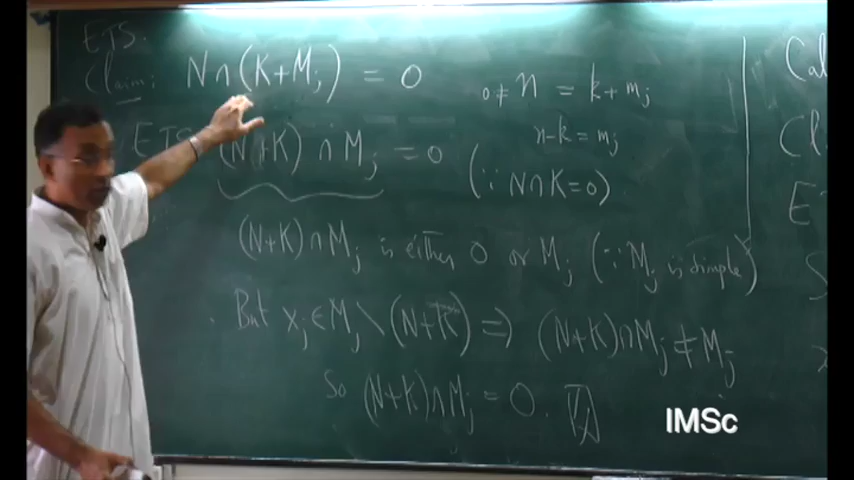 ETS.
Claim: N ∩ (K + M_j) = 0
0 ≠ n = k + m_j
n - k = m_j
ETS (N + K) ∩ M_j = 0 (∵ N ∩ K = 0)
(N+K) ∩ M_j is either 0 or M_j (∵ M_j is simple)
But x_j ∈ M_j \ (N+K) ⇒ (N+K) ∩ M_j ≠ M_j
So (N+K) ∩ M_j = 0.
IMSc